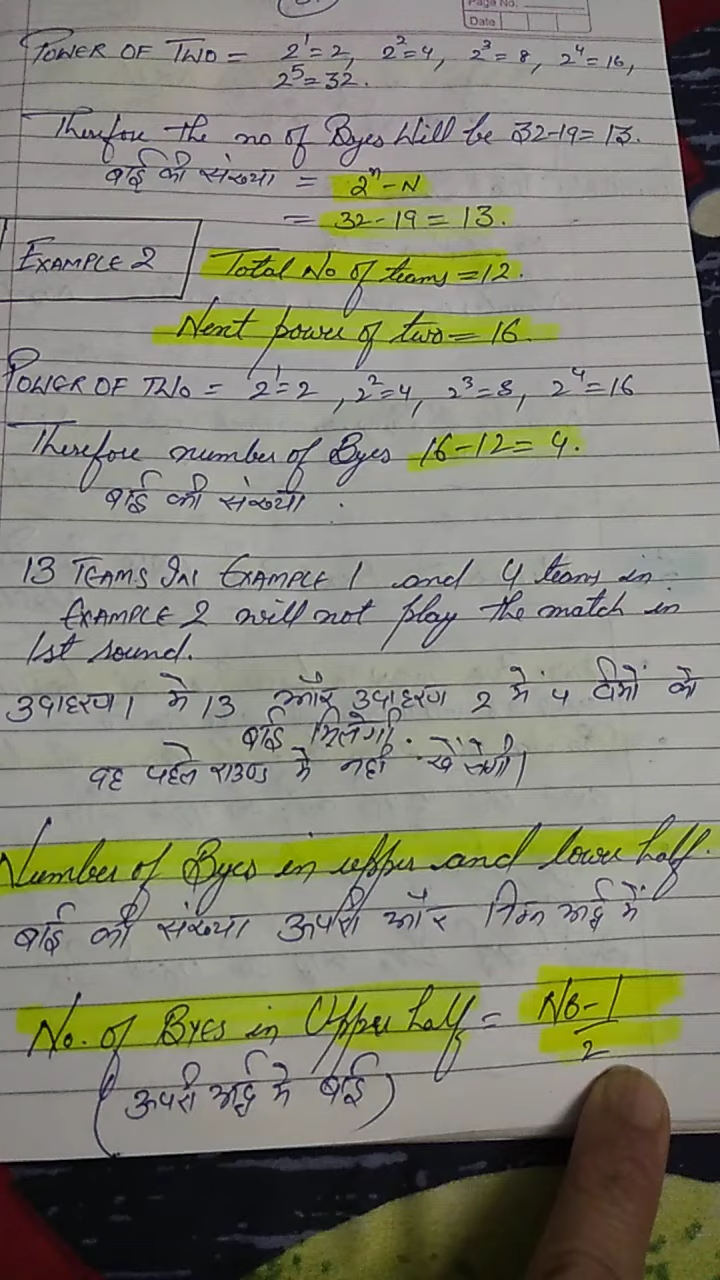 Page No.
Date
POWER OF TWO = 2¹=2, 2²=4, 2³=8, 2⁴=16,
2⁵=32.
Therefore the no of Byes will be 32-19=13.
बाई की संख्या = 2ⁿ-N
= 32-19=13.
EXAMPLE 2 Total No of teams=12.
Next power of two=16.
POWER OF TWO = 2¹=2, 2²=4, 2³=8, 2⁴=16
Therefore number of Byes 16-12=4.
बाई की संख्या
13 TEAMS IN EXAMPLE 1 and 4 teams in
EXAMPLE 2 will not play the match in
1st round.
उदाहरण 1 मे 13 और उदाहरण 2 में 4 टीमों को
बाई मिलेगी.
वह पहले राउण्ड में नहीं खेलेंगी।
Number of Byes in upper and lower half.
बाई की संख्या ऊपरी और निम्न अर्द्ध में
No. of Byes in Upper half = NB-1/2
(ऊपरी अर्द्ध मे बाई)